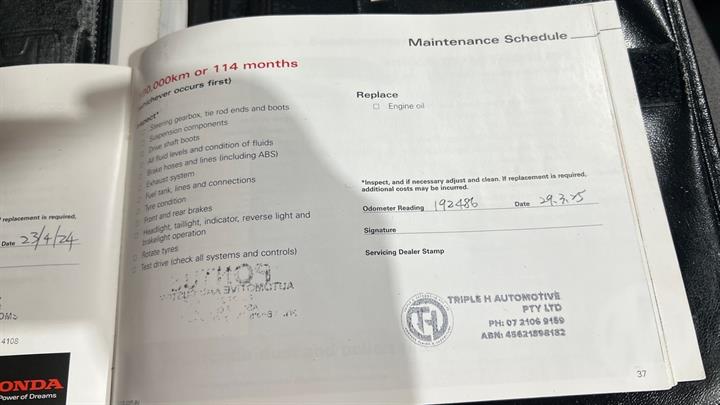 Maintenance Schedule
0,000km or 114 months
whichever occurs first)
Inspect*
Steering gearbox, tie rod ends and boots
Suspension components
Drive shaft boots
All fluid levels and condition of fluids
Brake hoses and lines (including ABS)
Exhaust system
Fuel tank, lines and connections
Tyre condition
Front and rear brakes
Headlight, taillight, indicator, reverse light and
brakelight operation
Rotate tyres
Test drive (check all systems and controls)
Replace
Engine oil
*Inspect, and if necessary adjust and clean. If replacement is required,
additional costs may be incurred.
Odometer Reading 192486 Date 29.3.25
Signature
Servicing Dealer Stamp
TRIPLE H AUTOMOTIVE
PTY LTD
PH: 07 2106 9159
ABN: 45621898182
37
replacement is required,
Date 23/4/24
4108
ONDA
Power of Dreams